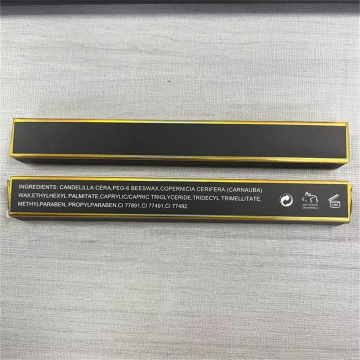 INGREDIENTS: CANDELILLA CERA,PEG-6 BEESWAX,COPERNICIA CERIFERA (CARNAUBA)
WAX,ETHYLHEXYL PALMITATE,CAPRYLIC/CAPRIC TRIGLYCERIDE,TRIDECYL TRIMELLITATE,
METHYLPARABEN, PROPYLPARABEN,CI 77891,CI 77491,CI 77492.